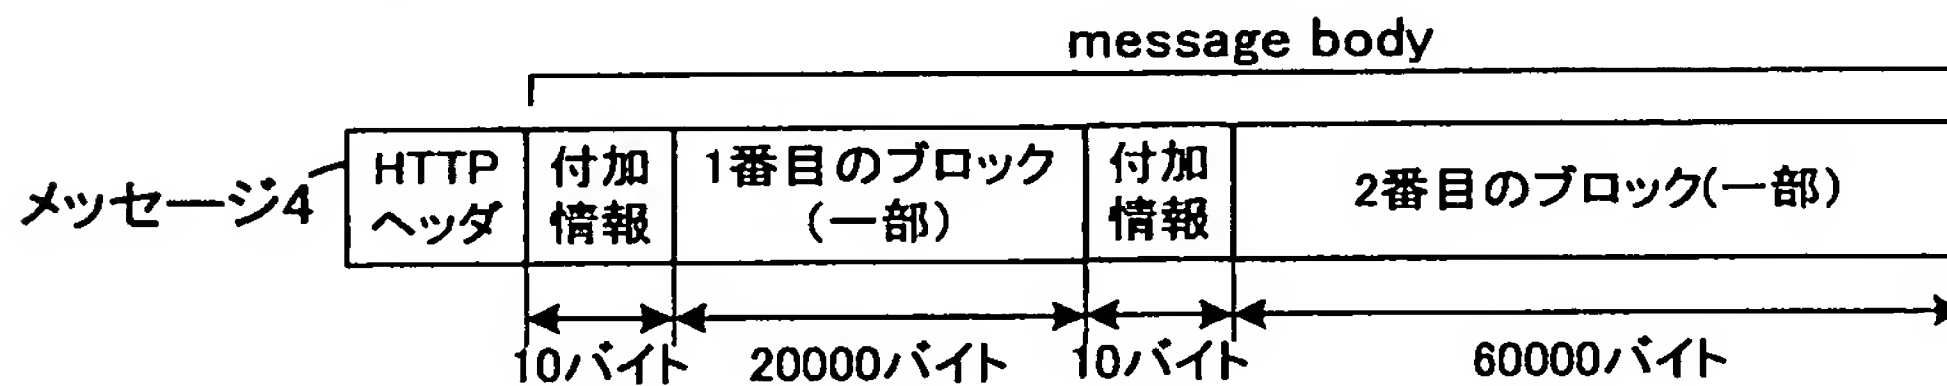 message body
メッセージ4
HTTP
ヘッダ
付加
情報
1番目のブロック
(一部)
付加
情報
2番目のブロック(一部)
10バイト
20000バイト
10バイト
60000バイト